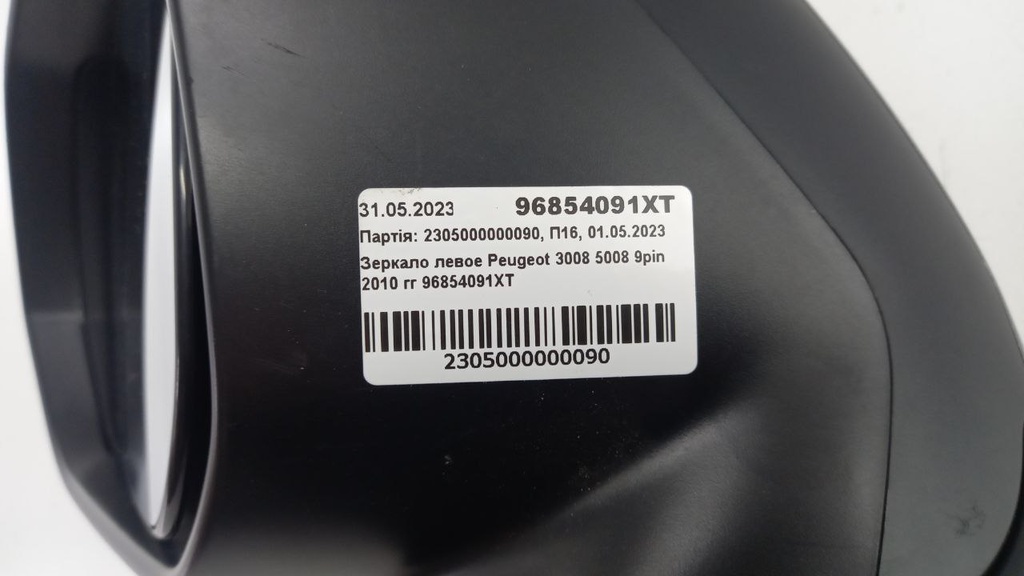 31.05.2023 96854091XT
Партія: 2305000000090, П16, 01.05.2023
Зеркало левое Peugeot 3008 5008 9pin
2010 гг 96854091XT
2305000000090